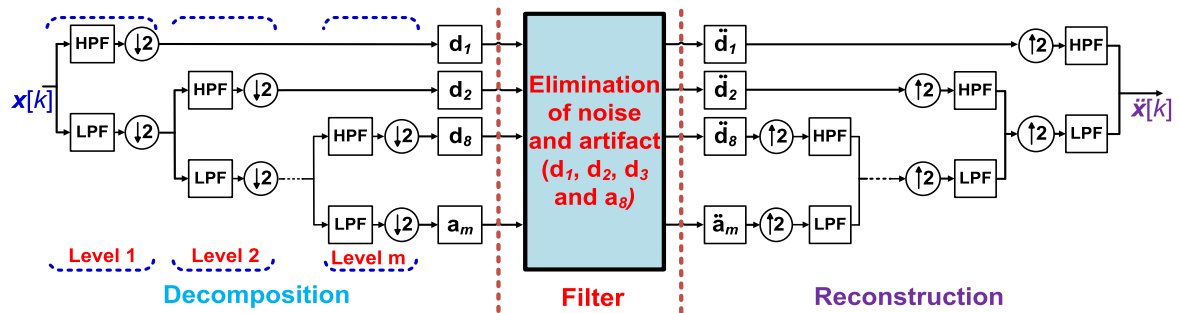 HPF ↓2 d1 d̈1 ↑2 HPF
x[k] HPF ↓2 d2 d̈2 ↑2 HPF ẍ[k]
LPF ↓2 HPF ↓2 d8 d̈8 ↑2 HPF ↑2 LPF
LPF ↓2 ↑2 LPF
LPF ↓2 am äm ↑2 LPF
Elimination
of noise
and artifact
(d1, d2, d3
and a8)
Level 1 Level 2 Level m
Decomposition Filter Reconstruction